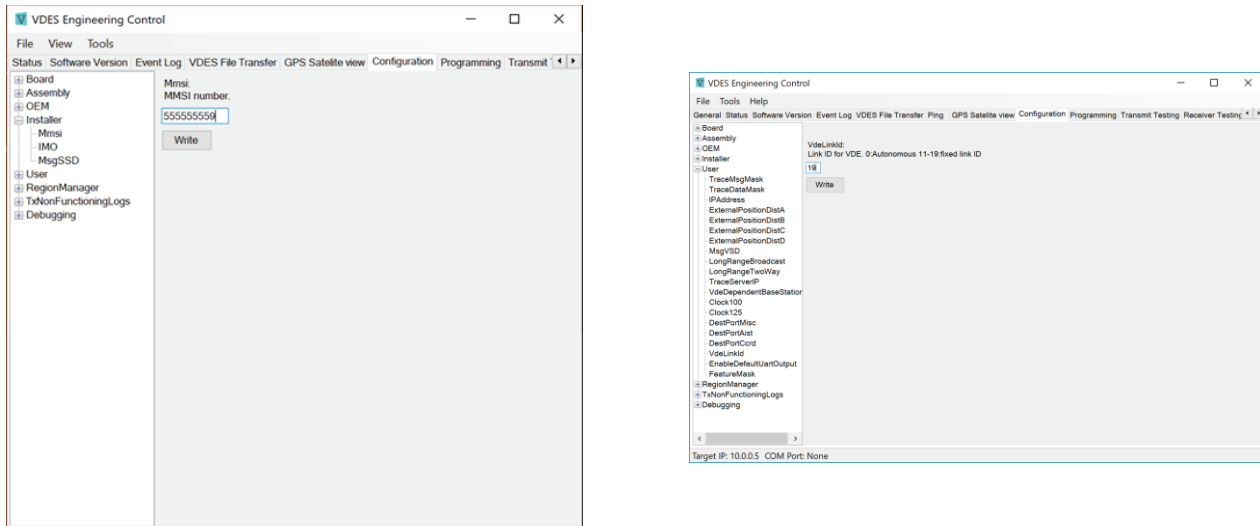 VDES Engineering Control
File View Tools
Status Software Version Event Log VDES File Transfer GPS Satelite view Configuration Programming Transmit
Board
Assembly
OEM
Installer
Mmsi
IMO
MsgSSD
User
RegionManager
TxNonFunctioningLogs
Debugging
Mmsi:
MMSI number.
555555559
Write
VDES Engineering Control
File Tools Help
General Status Software Version Event Log VDES File Transfer Ping GPS Satelite view Configuration Programming Transmit Testing Receiver Testing
Board
Assembly
OEM
Installer
User
TraceMsgMask
TraceDataMask
IPAddress
ExternalPositionDistA
ExternalPositionDistB
ExternalPositionDistC
ExternalPositionDistD
MsgVSD
LongRangeBroadcast
LongRangeTwoWay
TraceServerIP
VdeDependentBaseStation
Clock100
Clock125
DestPortMisc
DestPortAist
DestPortCcrd
VdeLinkId
EnableDefaultUartOutput
FeatureMask
RegionManager
TxNonFunctioningLogs
Debugging
VdeLinkId:
Link ID for VDE. 0:Autonomous 11-19:fixed link ID
19
Write
Target IP: 10.0.0.5 COM Port: None